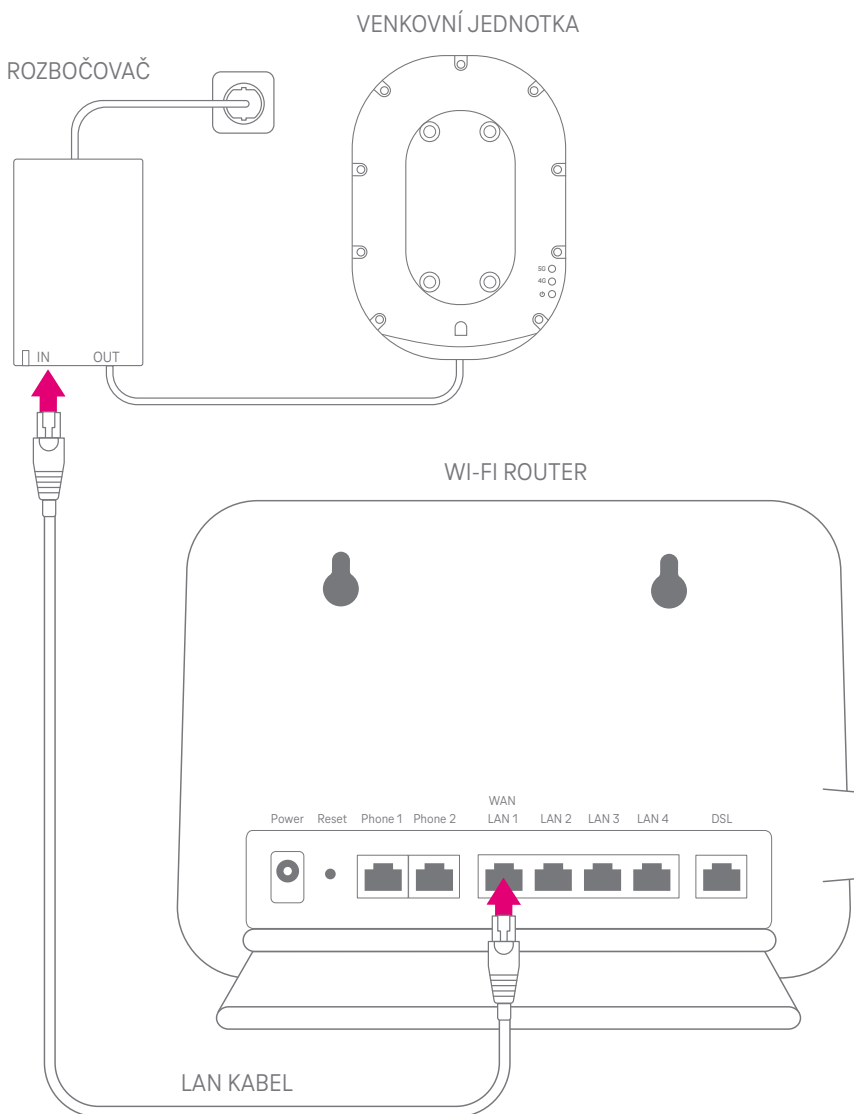 VENKOVNÍ JEDNOTKA
ROZBOČOVAČ
5G
4G
IN OUT
WI-FI ROUTER
WAN
Power Reset Phone 1 Phone 2 LAN 1 LAN 2 LAN 3 LAN 4 DSL
LAN KABEL